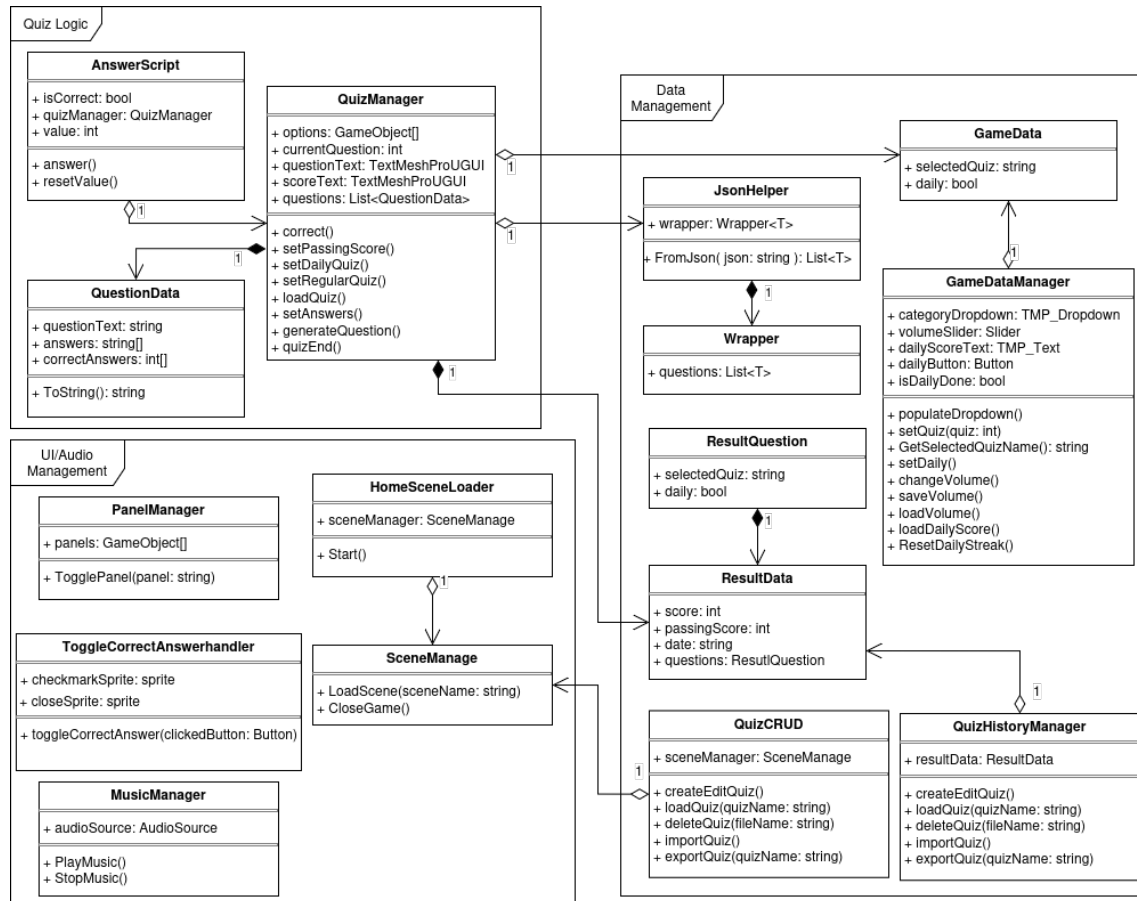 Quiz Logic
AnswerScript
+ isCorrect: bool
+ quizManager: QuizManager
+ value: int
+ answer()
+ resetValue()
1
QuizManager
+ options: GameObject[]
+ currentQuestion: int
+ questionText: TextMeshProUGUI
+ scoreText: TextMeshProUGUI
+ questions: List<QuestionData>
+ correct()
+ setPassingScore()
+ setDailyQuiz()
+ setRegularQuiz()
+ loadQuiz()
+ setAnswers()
+ generateQuestion()
+ quizEnd()
1
1
1
1
QuestionData
+ questionText: string
+ answers: string[]
+ correctAnswers: int[]
+ ToString(): string
Data
Management
GameData
+ selectedQuiz: string
+ daily: bool
1
JsonHelper
+ wrapper: Wrapper<T>
+ FromJson( json: string ): List<T>
1
Wrapper
+ questions: List<T>
GameDataManager
+ categoryDropdown: TMP_Dropdown
+ volumeSlider: Slider
+ dailyScoreText: TMP_Text
+ dailyButton: Button
+ isDailyDone: bool
+ populateDropdown()
+ setQuiz(quiz: int)
+ GetSelectedQuizName(): string
+ setDaily()
+ changeVolume()
+ saveVolume()
+ loadVolume()
+ loadDailyScore()
+ ResetDailyStreak()
ResultQuestion
+ selectedQuiz: string
+ daily: bool
1
ResultData
+ score: int
+ passingScore: int
+ date: string
+ questions: ResutlQuestion
1
QuizCRUD
+ sceneManager: SceneManage
+ createEditQuiz()
+ loadQuiz(quizName: string)
+ deleteQuiz(fileName: string)
+ importQuiz()
+ exportQuiz(quizName: string)
1
QuizHistoryManager
+ resultData: ResultData
+ createEditQuiz()
+ loadQuiz(quizName: string)
+ deleteQuiz(fileName: string)
+ importQuiz()
+ exportQuiz(quizName: string)
UI/Audio
Management
PanelManager
+ panels: GameObject[]
+ TogglePanel(panel: string)
HomeSceneLoader
+ sceneManager: SceneManage
+ Start()
1
ToggleCorrectAnswerhandler
+ checkmarkSprite: sprite
+ closeSprite: sprite
+ toggleCorrectAnswer(clickedButton: Button)
SceneManage
+ LoadScene(sceneName: string)
+ CloseGame()
MusicManager
+ audioSource: AudioSource
+ PlayMusic()
+ StopMusic()